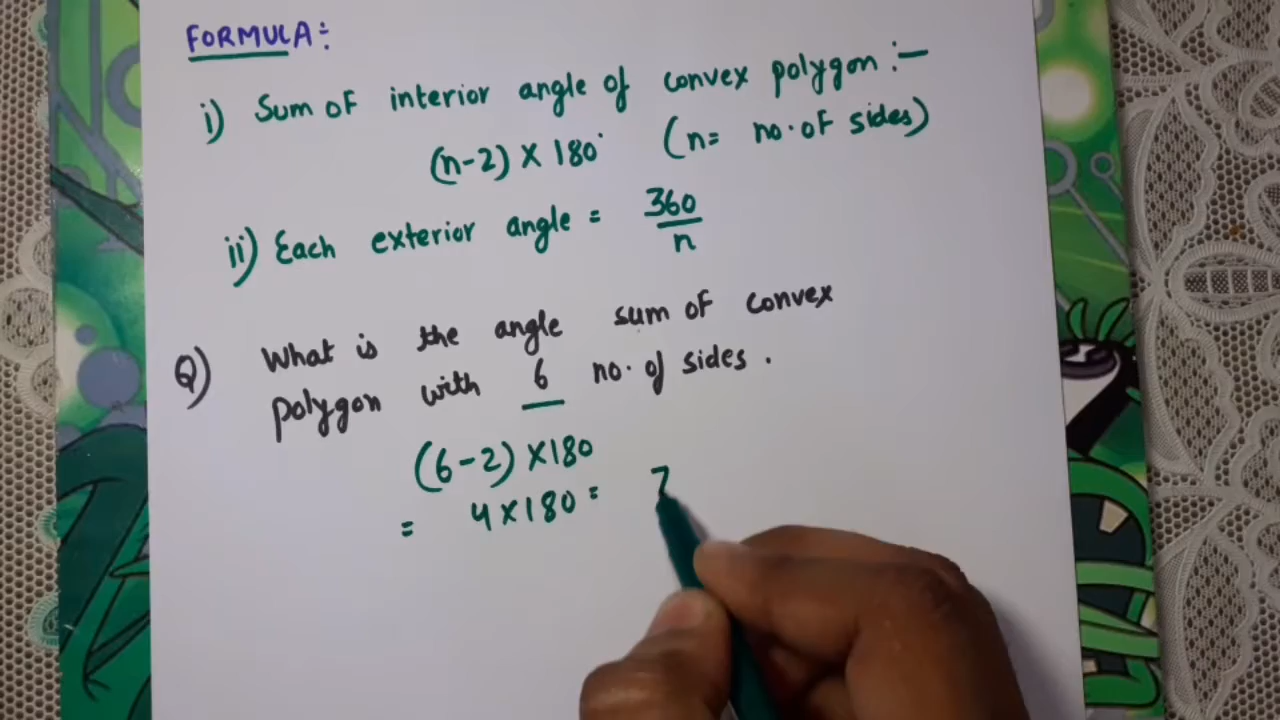 FORMULA:
i) Sum of interior angle of convex polygon :-
(n-2) × 180° (n= no. of sides)
ii) Each exterior angle = 360/n
Q) What is the angle sum of convex
polygon with 6 no. of sides.
(6-2) ×180
= 4×180 = 7